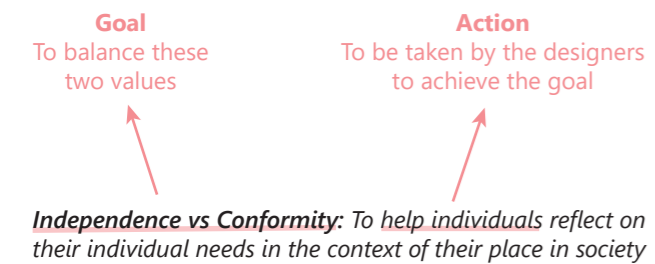 Goal
To balance these
two values
Action
To be taken by the designers
to achieve the goal
Independence vs Conformity: To help individuals reflect on
their individual needs in the context of their place in society